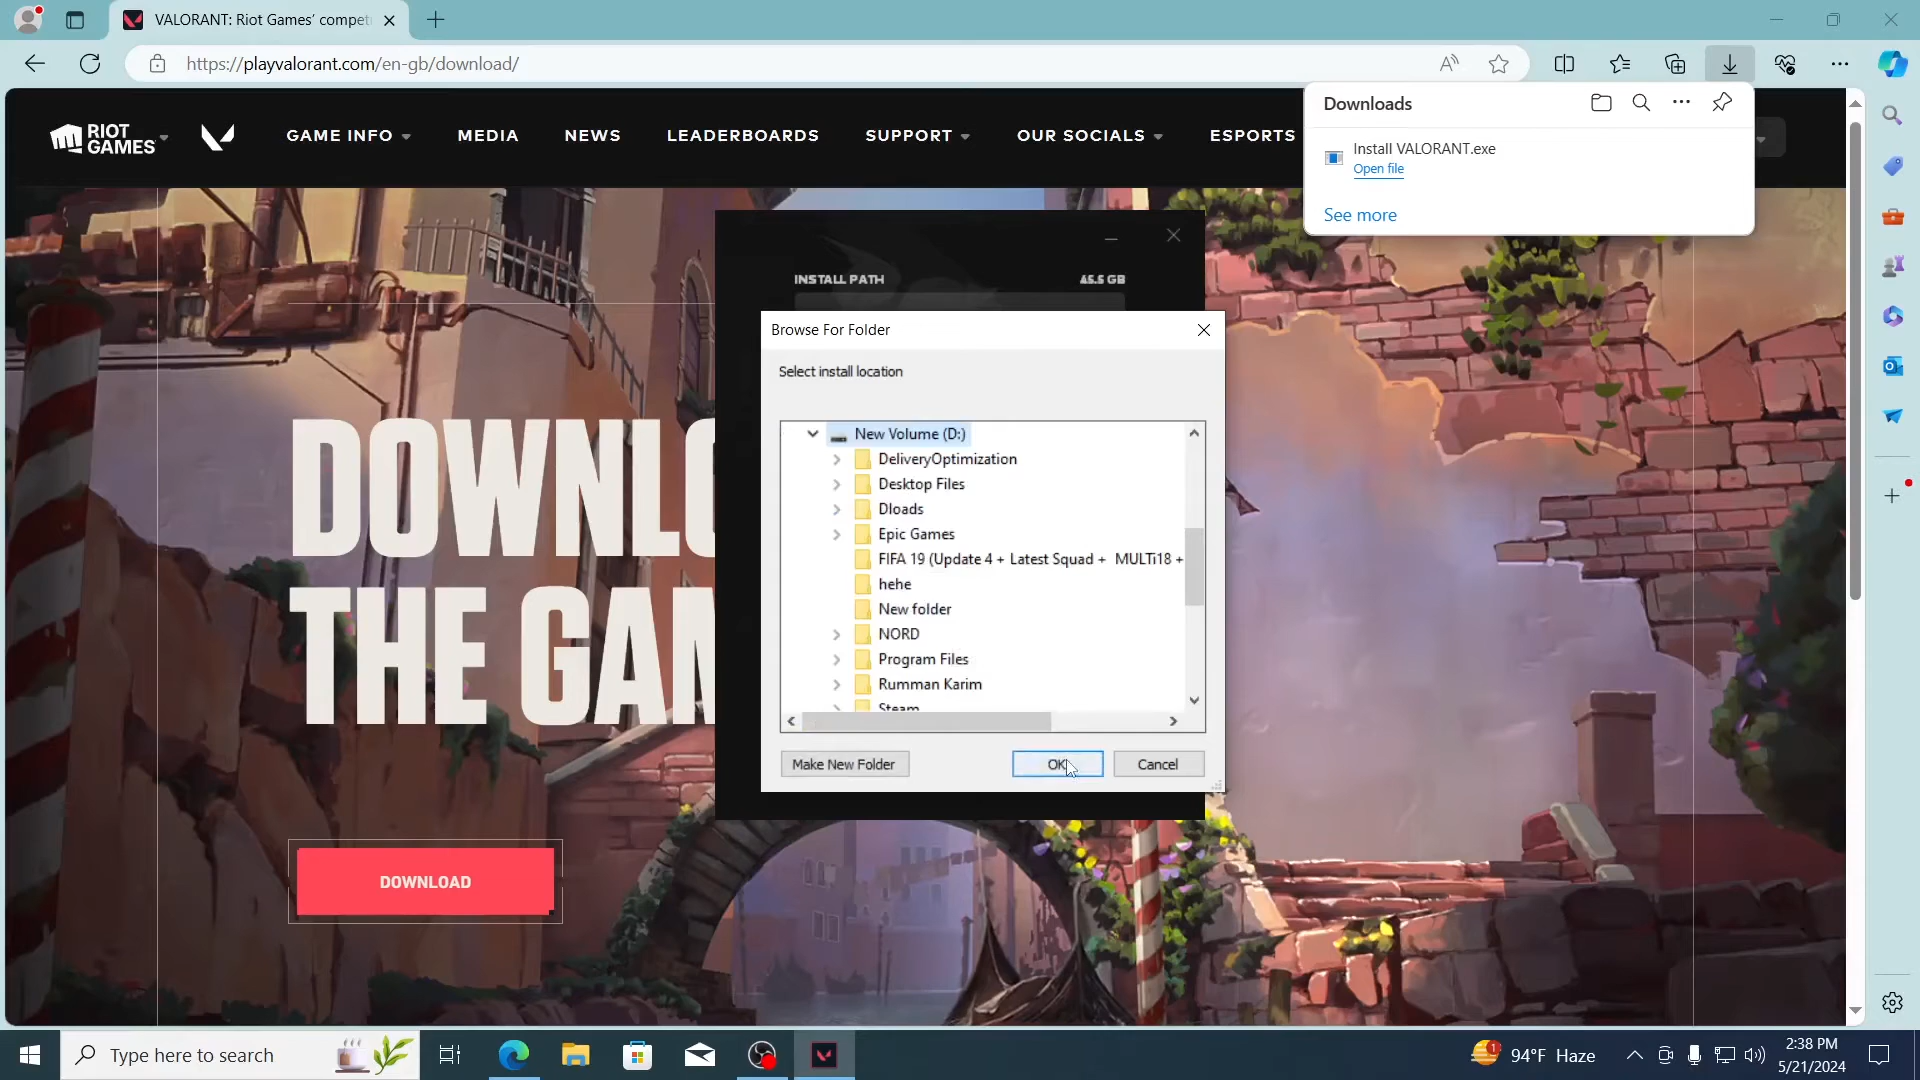 VALORANT: Riot Games' compet
https://playvalorant.com/en-gb/download/
Downloads
Install VALORANT.exe
Open file
See more
RIOT
GAMES
GAME INFO
MEDIA
NEWS
LEADERBOARDS
SUPPORT
OUR SOCIALS
ESPORTS
INSTALL PATH
45.5 GB
Browse For Folder
Select install location
New Volume (D:)
DeliveryOptimization
Desktop Files
Dloads
Epic Games
FIFA 19 (Update 4 + Latest Squad + MULTi18 +
hehe
New folder
NORD
Program Files
Rumman Karim
Steam
Make New Folder
OK
Cancel
DOWNLO
THE GAM
DOWNLOAD
Type here to search
1
94°F Haze
2:38 PM
5/21/2024